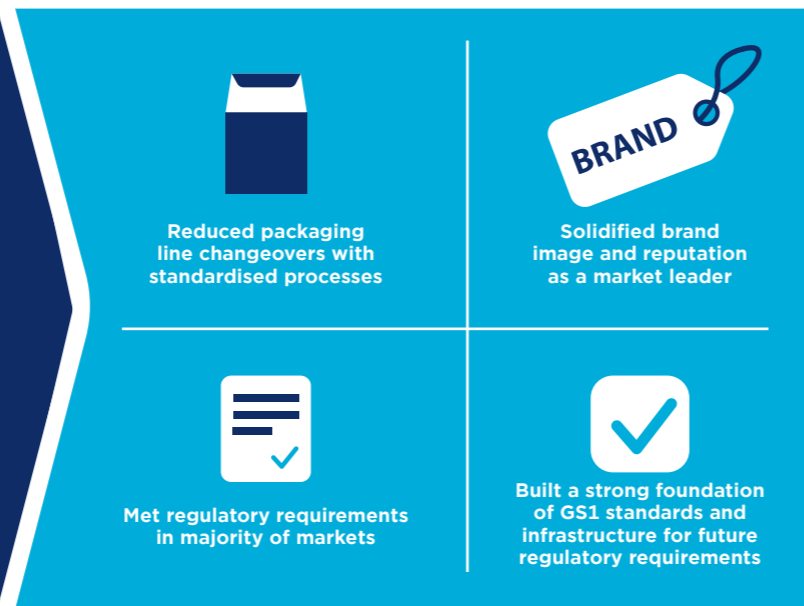 Reduced packaging
line changeovers with
standardised processes
BRAND
Solidified brand
image and reputation
as a market leader
Met regulatory requirements
in majority of markets
Built a strong foundation
of GS1 standards and
infrastructure for future
regulatory requirements